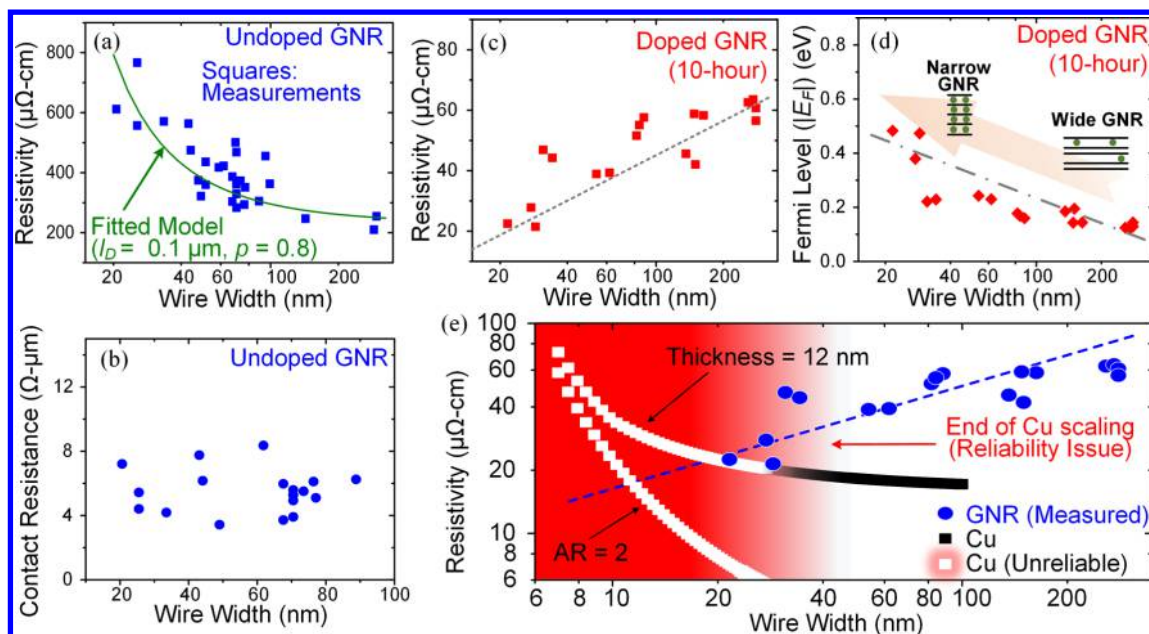 (a)
Undoped GNR
Squares:
Measurements
Fitted Model
(l_D = 0.1 µm, p = 0.8)
Resistivity (µΩ-cm)
800
600
400
200
20
40
60
80
100
200
Wire Width (nm)
(c)
Doped GNR
(10-hour)
Resistivity (µΩ-cm)
80
60
40
20
20
40
60
100
200
Wire Width (nm)
(d)
Doped GNR
(10-hour)
Narrow
GNR
Wide GNR
Fermi Level (|E_F|) (eV)
0.8
0.6
0.4
0.2
0.0
20
40
60
100
200
Wire Width (nm)
(b)
Undoped GNR
Contact Resistance (Ω-µm)
12
8
4
0
20
40
60
80
100
Wire Width (nm)
(e)
Thickness = 12 nm
End of Cu scaling
(Reliability Issue)
AR = 2
GNR (Measured)
Cu
Cu (Unreliable)
Resistivity (µΩ-cm)
100
80
60
40
20
10
8
6
6
8
10
20
40
60
80
100
200
Wire Width (nm)